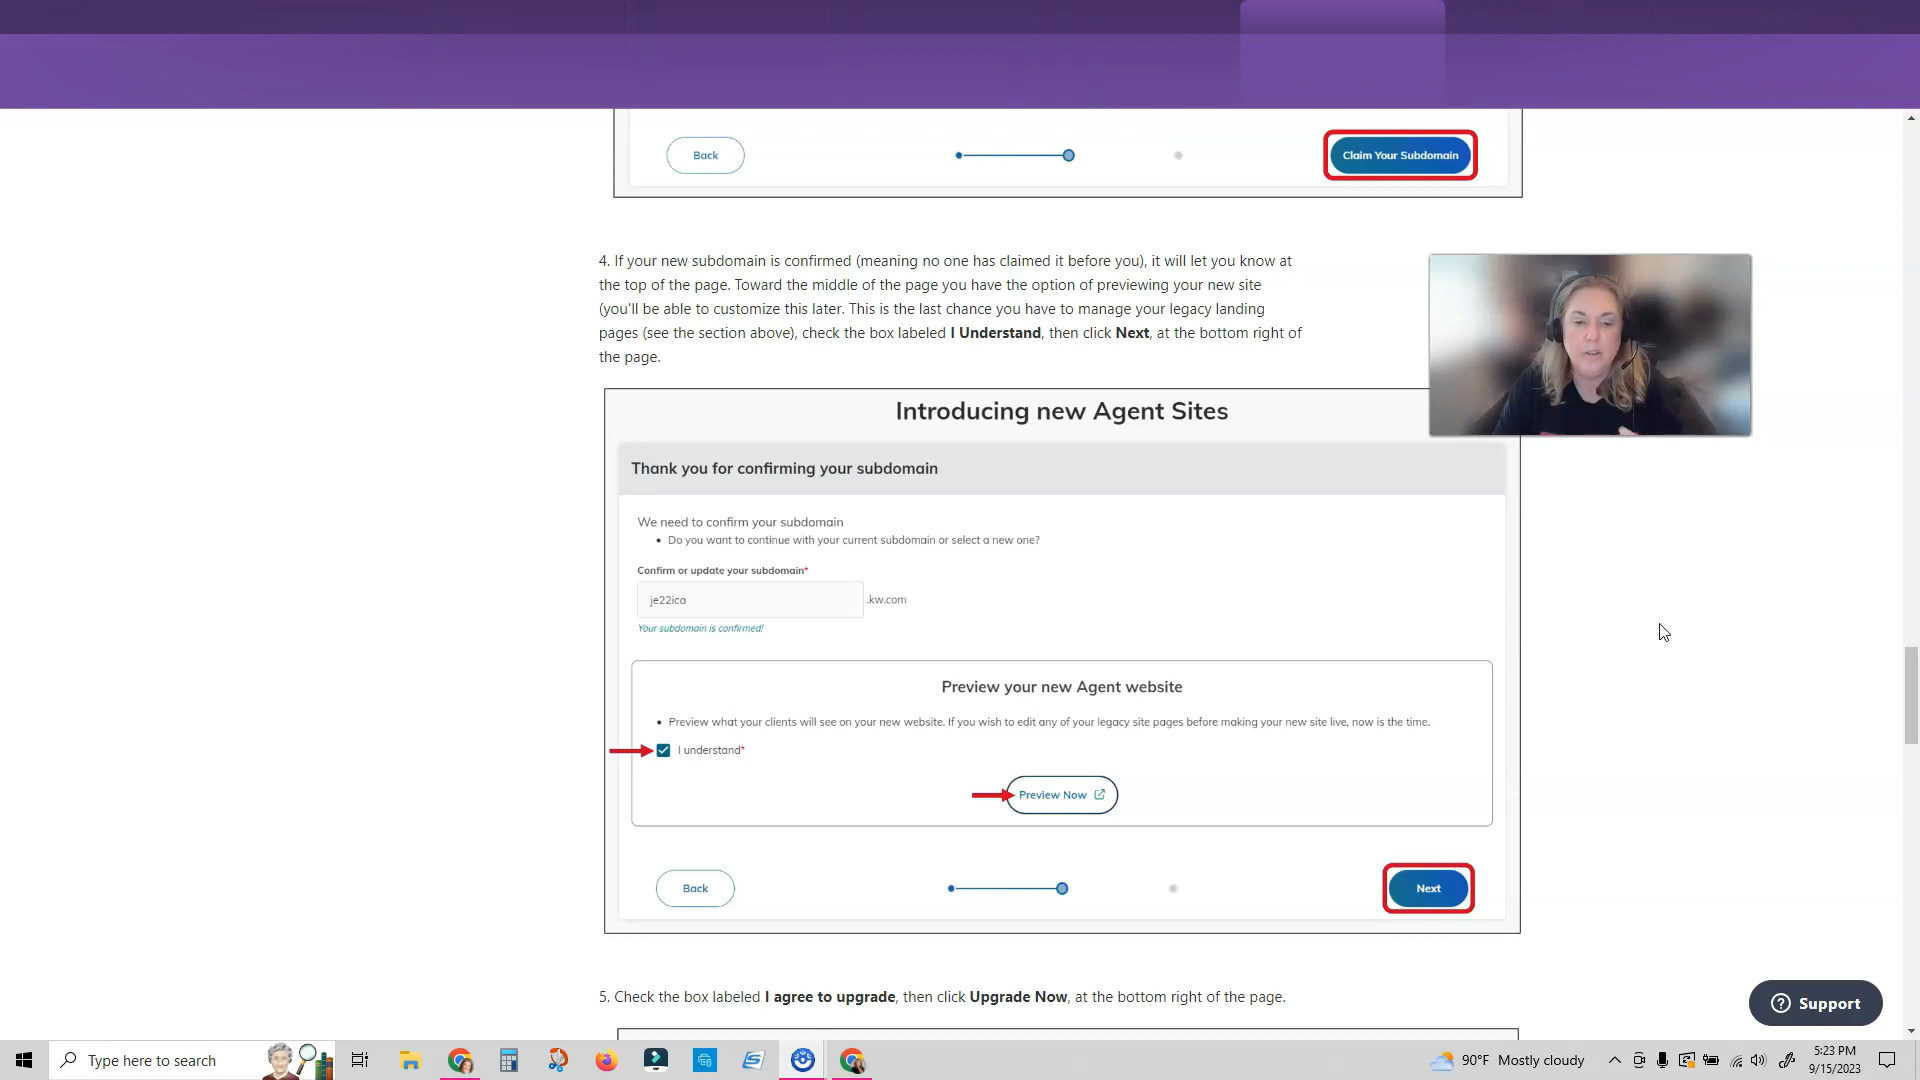 Back
Claim Your Subdomain
4. If your new subdomain is confirmed (meaning no one has claimed it before you), it will let you know at
the top of the page. Toward the middle of the page you have the option of previewing your new site
(you'll be able to customize this later. This is the last chance you have to manage your legacy landing
pages (see the section above), check the box labeled I Understand, then click Next, at the bottom right of
the page.
Introducing new Agent Sites
Thank you for confirming your subdomain
We need to confirm your subdomain
• Do you want to continue with your current subdomain or select a new one?
Confirm or update your subdomain*
je22ica
.kw.com
Your subdomain is confirmed!
Preview your new Agent website
• Preview what your clients will see on your new website. If you wish to edit any of your legacy site pages before making your new site live, now is the time.
I understand*
Preview Now
Back
Next
5. Check the box labeled I agree to upgrade, then click Upgrade Now, at the bottom right of the page.
Support
Type here to search
90°F Mostly cloudy
5:23 PM
9/15/2023